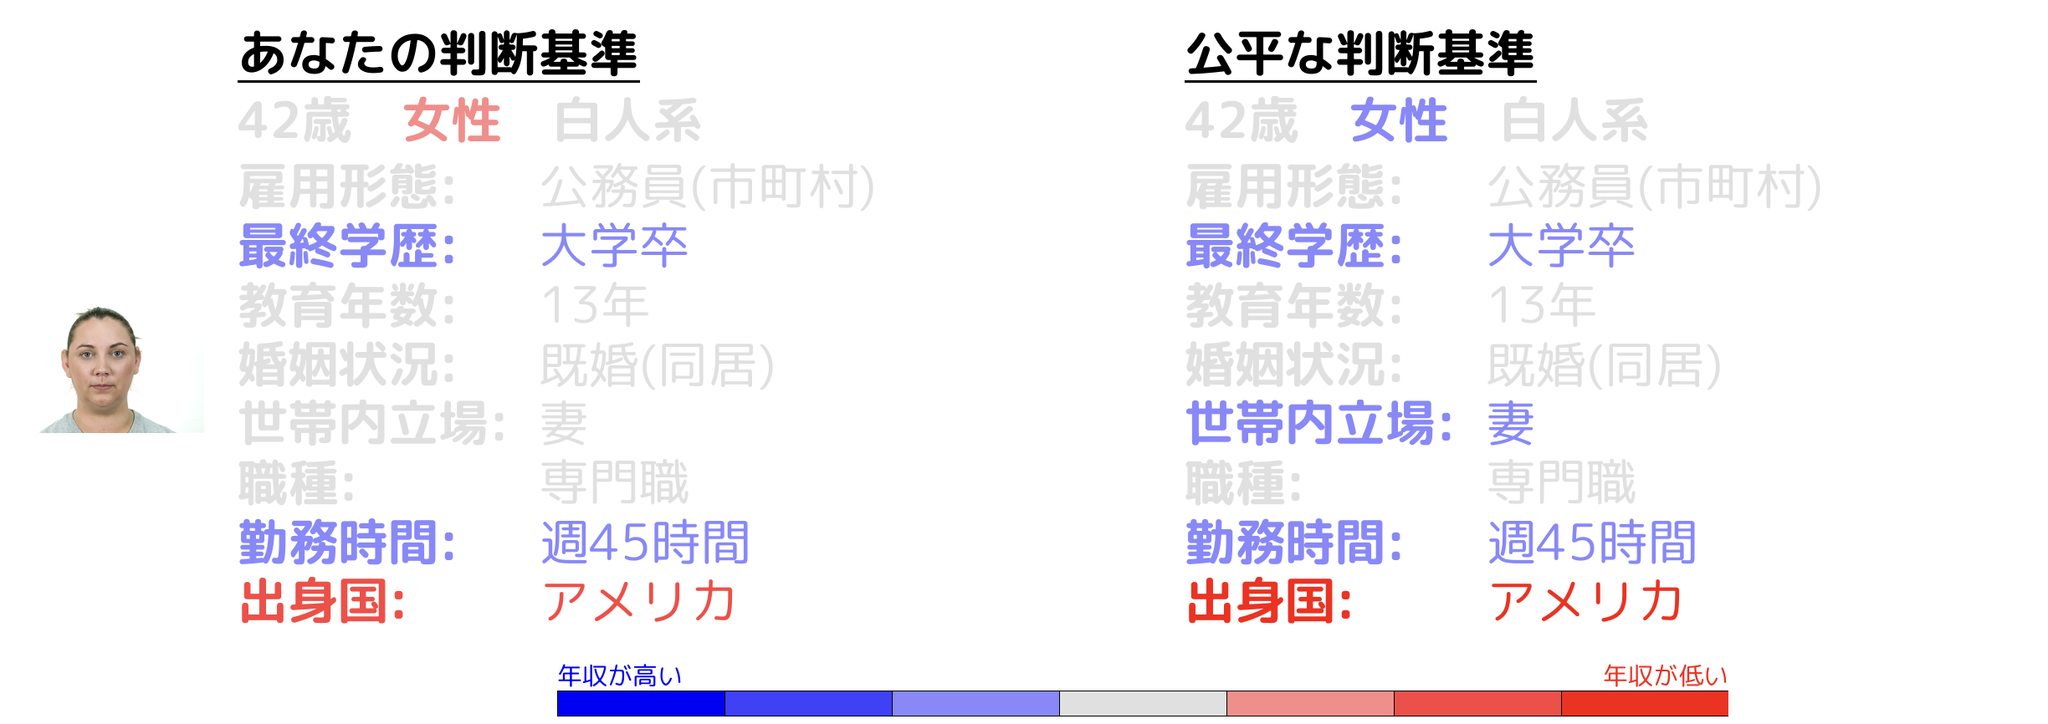 あなたの判断基準
42歳 女性 白人系
雇用形態: 公務員(市町村)
最終学歴: 大学卒
教育年数: 13年
婚姻状況: 既婚(同居)
世帯内立場: 妻
職種: 専門職
勤務時間: 週45時間
出身国: アメリカ
公平な判断基準
42歳 女性 白人系
雇用形態: 公務員(市町村)
最終学歴: 大学卒
教育年数: 13年
婚姻状況: 既婚(同居)
世帯内立場: 妻
職種: 専門職
勤務時間: 週45時間
出身国: アメリカ
年収が高い 年収が低い